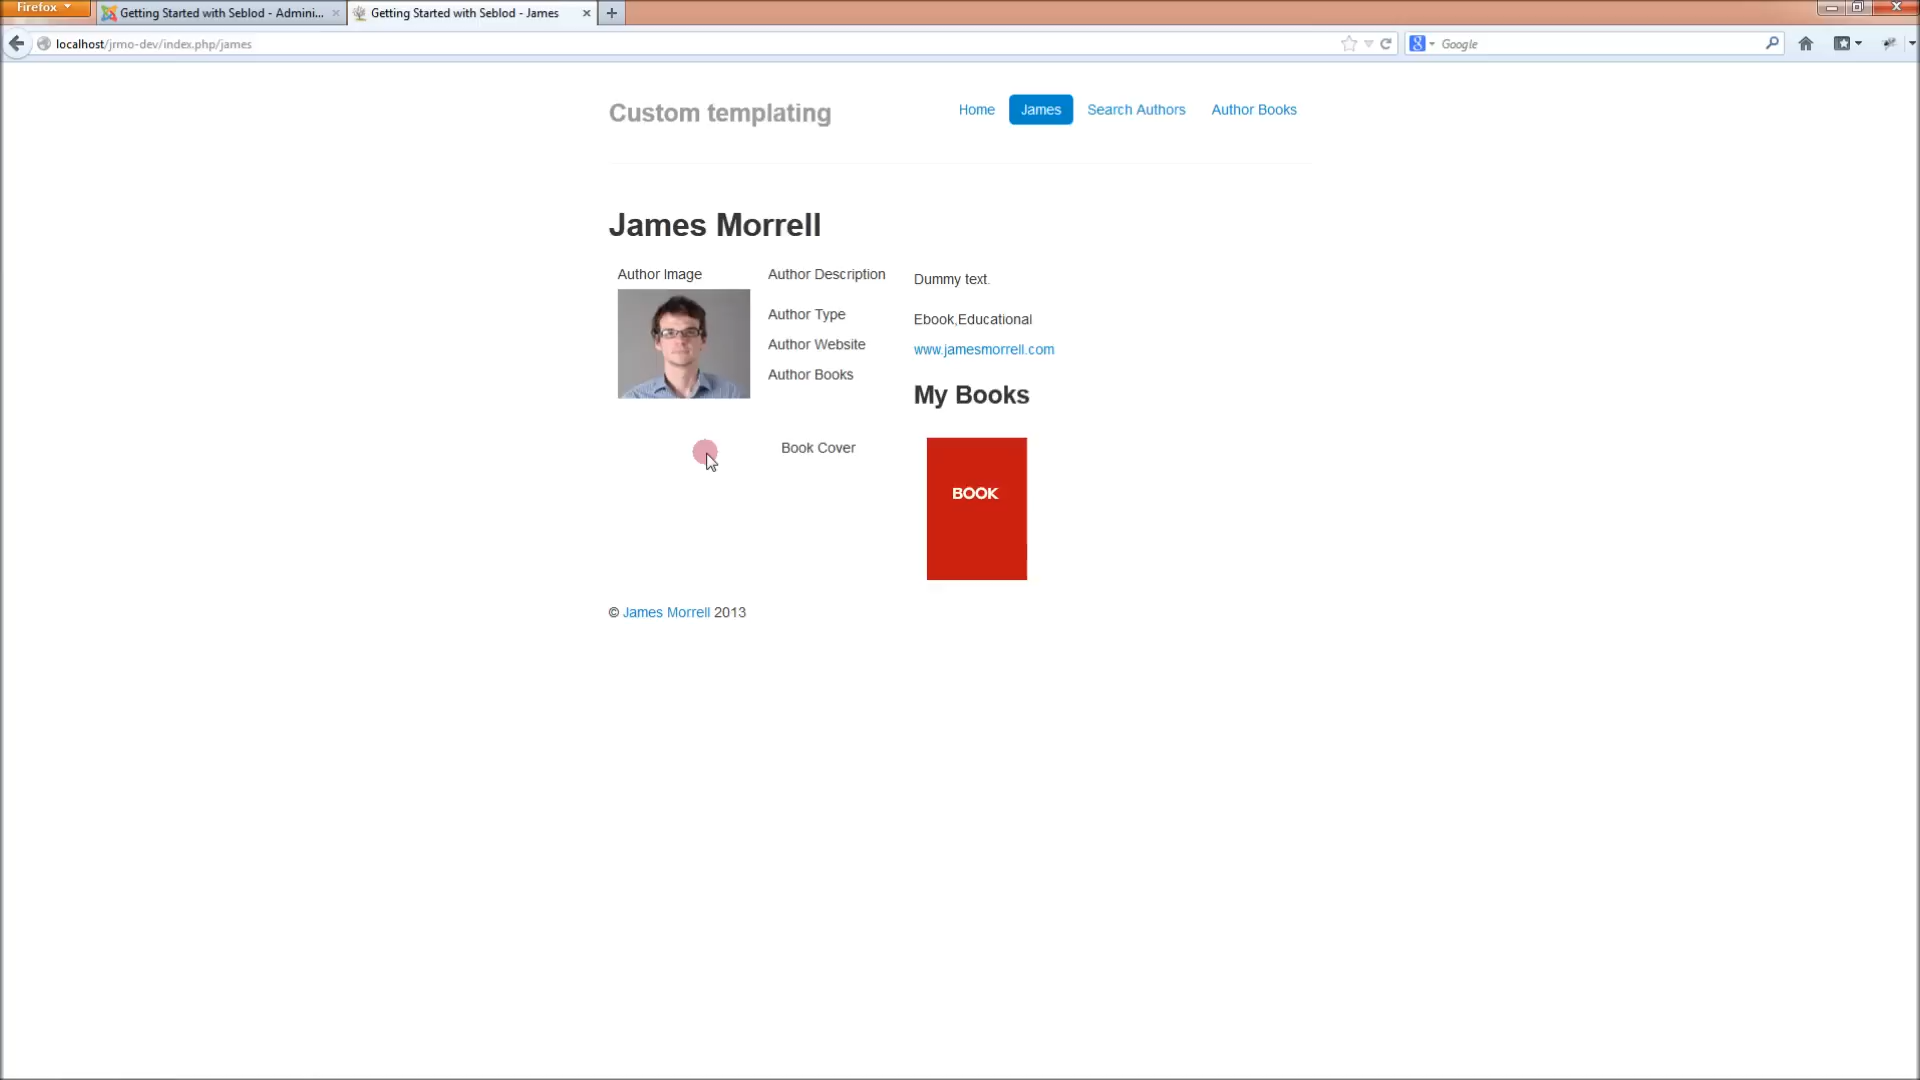 Firefox
Getting Started with Seblod - Admini...
Getting Started with Seblod - James
localhost/jrmo-dev/index.php/james
Google
Custom templating
Home
James
Search Authors
Author Books
James Morrell
Author Image
Author Description
Dummy text.
Author Type
Ebook,Educational
Author Website
www.jamesmorrell.com
Author Books
My Books
Book Cover
BOOK
© James Morrell 2013